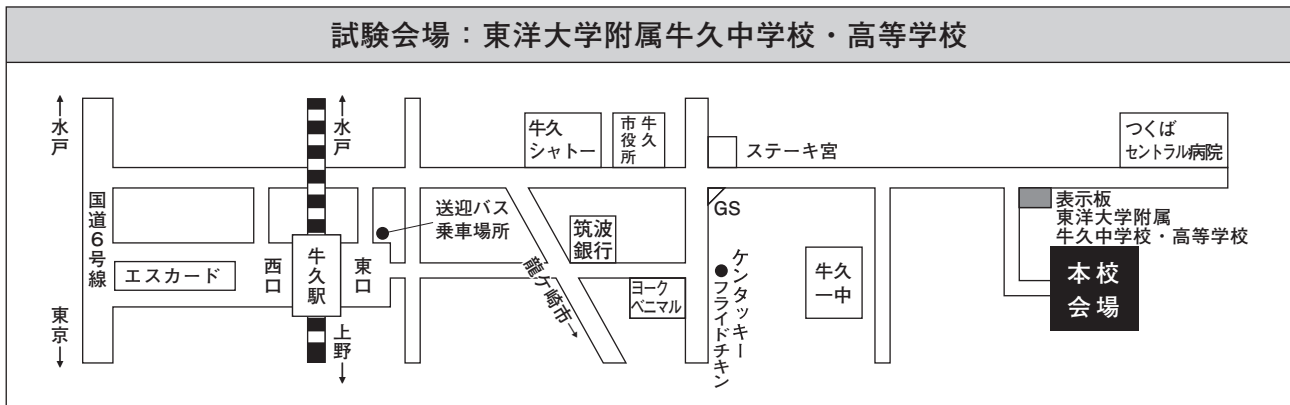 試験会場：東洋大学附属牛久中学校・高等学校
↑水戸
↑水戸
国道6号線
東京↓
エスカード
西口
牛久駅
東口
上野↓
送迎バス
乗車場所
牛久
シャトー
牛久
市役所
ステーキ宮
GS
筑波
銀行
龍ケ崎市→
ヨーク
ベニマル
ケンタッキー
フライドチキン
牛久
一中
つくば
セントラル病院
表示板
東洋大学附属
牛久中学校・高等学校
本校
会場